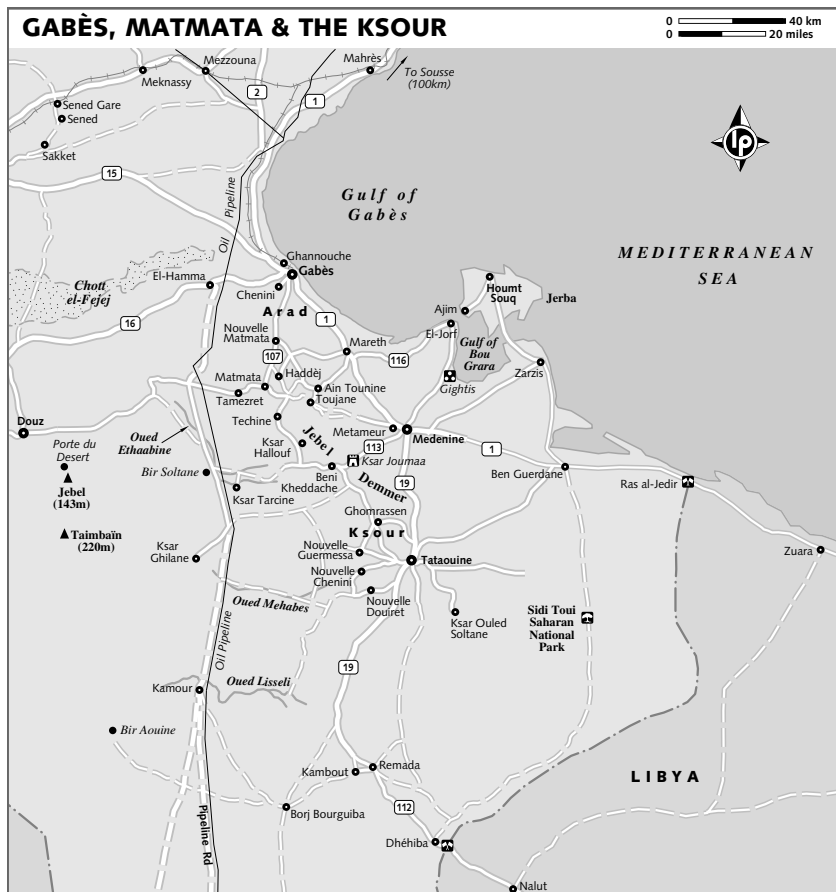 GABÈS, MATMATA & THE KSOUR
0 40 km
0 20 miles
Mezzouna
Mahrès
Meknassy
To Sousse
(100km)
2
1
Sened Gare
Sened
Sakket
lp
15
Oil Pipeline
Gulf of
Gabès
MEDITERRANEAN
SEA
Ghannouche
Gabès
El-Hamma
Chenini
Chott
el-Fejej
Houmt
Souq
Jerba
Ajim
El-Jorf
Arad
1
16
Nouvelle
Matmata
Mareth
Gulf of
Bou
Grara
116
107
Haddèj
Zarzis
Matmata
Ain Tounine
Gightis
Tamezret
Toujane
Techine
Douz
Oued
Ethaabine
Metameur
Medenine
Ksar
Hallouf
Jebel
113
1
Porte du
Desert
Ksar Joumaa
Bir Soltane
Beni
Kheddache
Demmer
19
Ben Guerdane
Ras al-Jedir
Jebel
(143m)
Ksar Tarcine
Ghomrassen
Taimbaïn
(220m)
Ksour
Ksar
Ghilane
Nouvelle
Guermessa
Tataouine
Zuara
Nouvelle
Chenini
Oued Mehabes
Nouvelle
Douiret
Ksar Ouled
Soltane
Sidi Toui
Saharan
National
Park
Oil Pipeline
19
Oued Lisseli
Kamour
Bir Aouine
Remada
Kambout
LIBYA
Borj Bourguiba
112
Pipeline Rd
Dhéhiba
Nalut